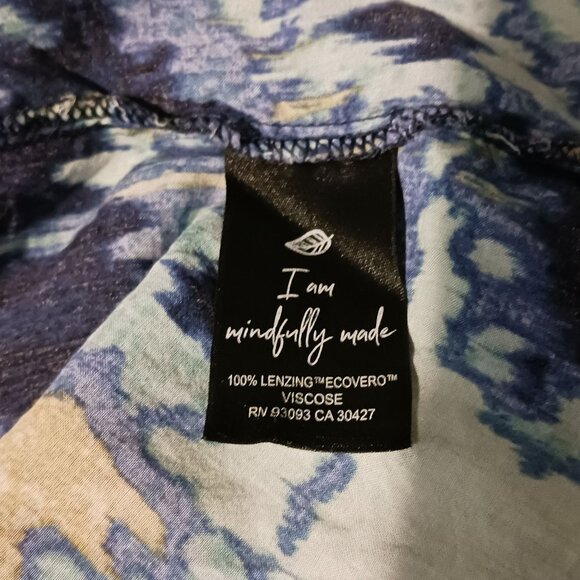 I am
mindfully made
100% LENZING™ECOVERO™
VISCOSE
RN 93093 CA 30427